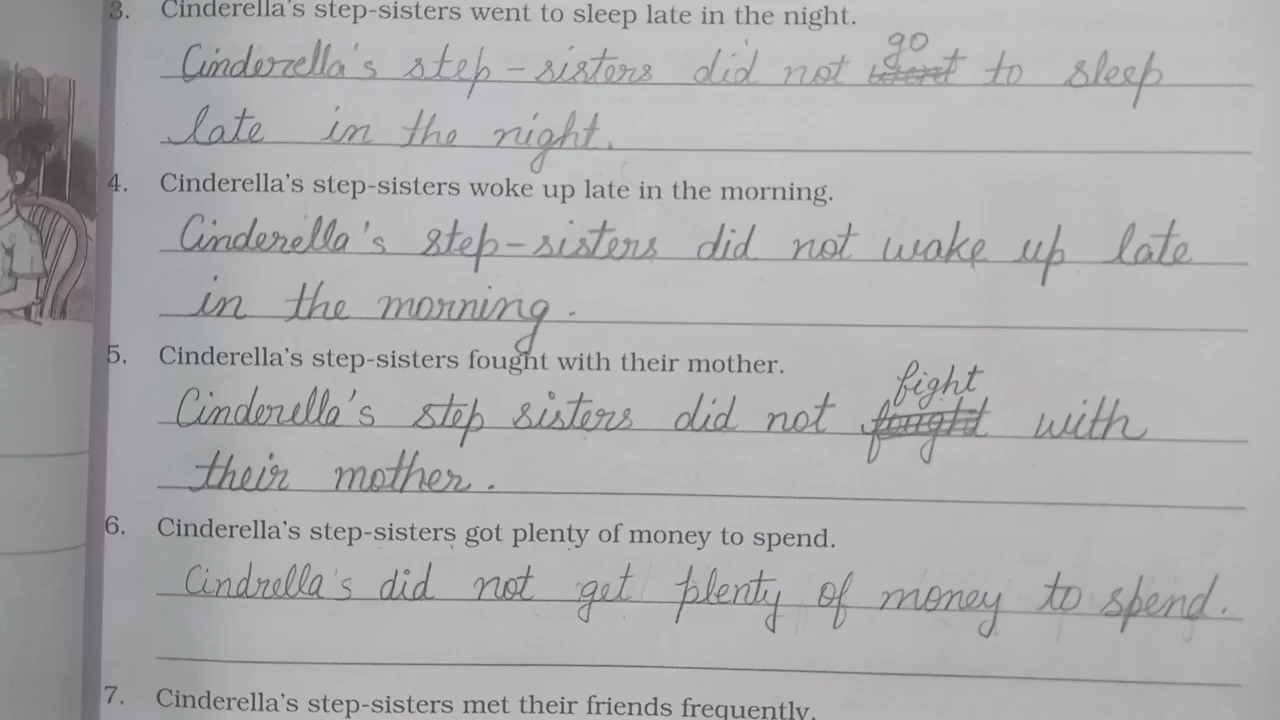 3. Cinderella's step-sisters went to sleep late in the night.
go
Cinderella's step-sisters did not went to sleep
late in the night.
4. Cinderella's step-sisters woke up late in the morning.
Cinderella's step-sisters did not wake up late
in the morning.
5. Cinderella's step-sisters fought with their mother.
fight
Cinderella's step sisters did not fought with
their mother.
6. Cinderella's step-sisters got plenty of money to spend.
Cindrella's did not get plenty of money to spend.
7. Cinderella's step-sisters met their friends frequently.